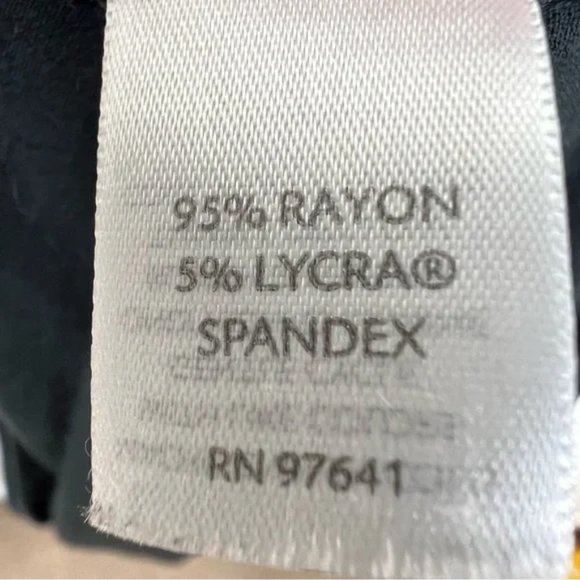 95% RAYON
5% LYCRA®
SPANDEX
RN 97641